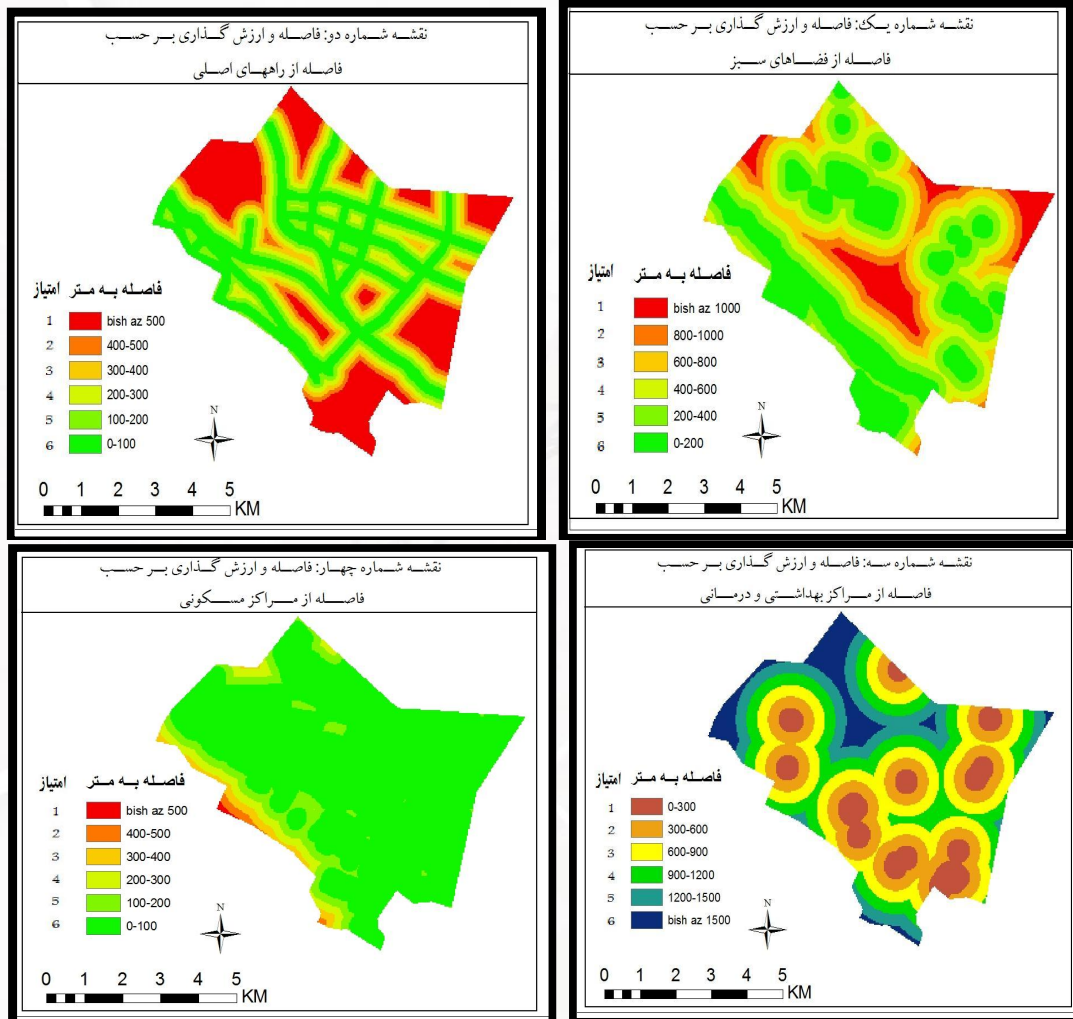 نقشه شماره دو: فاصله و ارزش گذاری بر حسب
فاصله از راههای اصلی
امتیاز فاصله به متر
1 bish az 500
2 400-500
3 300-400
4 200-300
5 100-200
6 0-100
N
0 1 2 3 4 5
KM
نقشه شماره یک: فاصله و ارزش گذاری بر حسب
فاصله از فضاهای سبز
امتیاز فاصله به متر
1 bish az 1000
2 800-1000
3 600-800
4 400-600
5 200-400
6 0-200
N
0 1 2 3 4 5
KM
نقشه شماره چهار: فاصله و ارزش گذاری بر حسب
فاصله از مراکز مسکونی
امتیاز فاصله به متر
1 bish az 500
2 400-500
3 300-400
4 200-300
5 100-200
6 0-100
N
0 1 2 3 4 5
KM
نقشه شماره سه: فاصله و ارزش گذاری بر حسب
فاصله از مراکز بهداشتی و درمانی
امتیاز فاصله به متر
1 0-300
2 300-600
3 600-900
4 900-1200
5 1200-1500
6 bish az 1500
N
0 1 2 3 4 5
KM